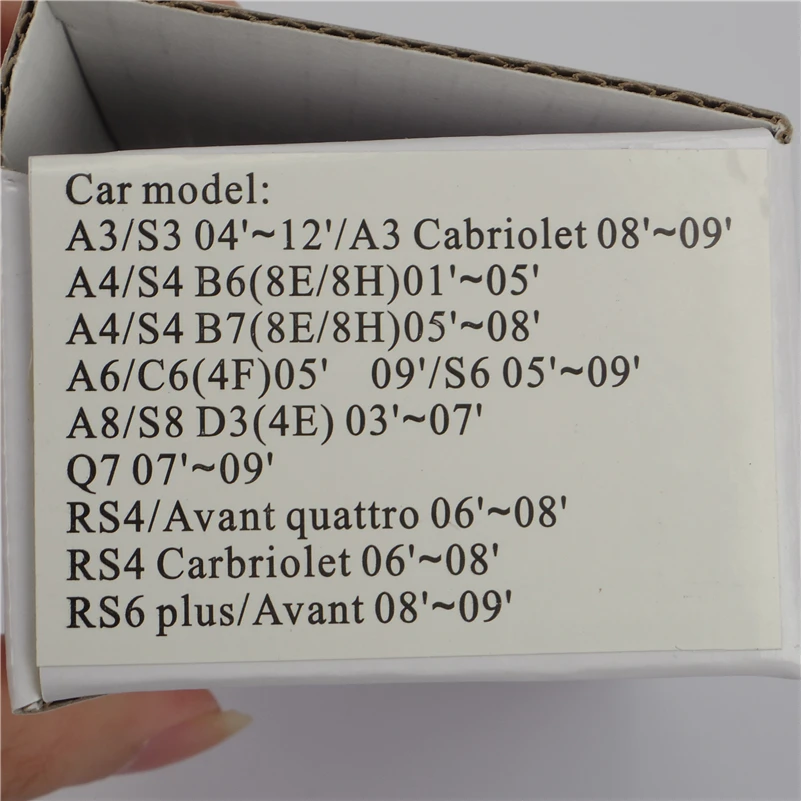 Car model:
A3/S3 04'~12'/A3 Cabriolet 08'~09'
A4/S4 B6(8E/8H)01'~05'
A4/S4 B7(8E/8H)05'~08'
A6/C6(4F)05' 09'/S6 05'~09'
A8/S8 D3(4E) 03'~07'
Q7 07'~09'
RS4/Avant quattro 06'~08'
RS4 Carbriolet 06'~08'
RS6 plus/Avant 08'~09'